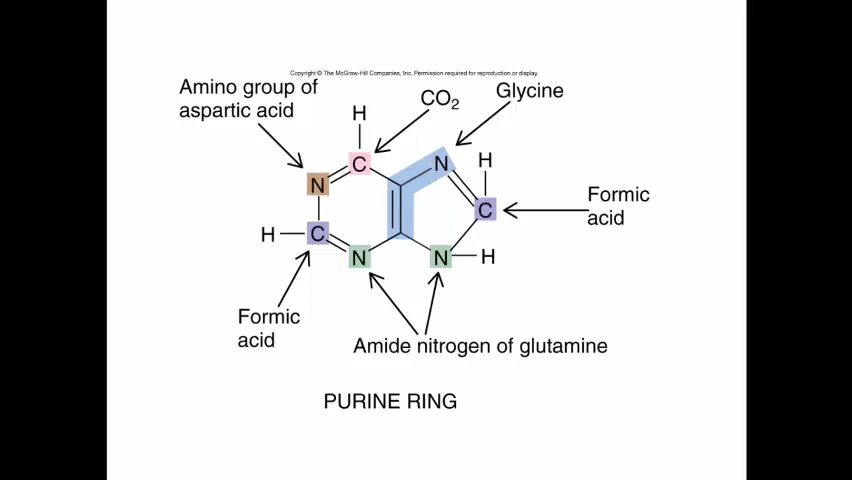 Copyright © The McGraw-Hill Companies, Inc. Permission required for reproduction or display.
Amino group of
aspartic acid
CO₂
Glycine
H
C
N
H
N
C
Formic
acid
H
C
N
N
H
Formic
acid
Amide nitrogen of glutamine
PURINE RING